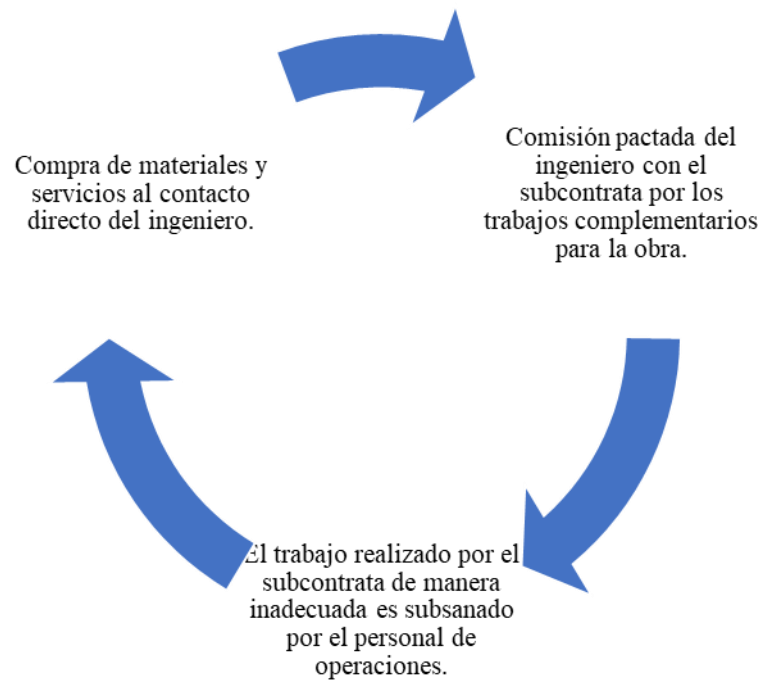 Compra de materiales y
servicios al contacto
directo del ingeniero.
Comisión pactada del
ingeniero con el
subcontrata por los
trabajos complementarios
para la obra.
El trabajo realizado por el
subcontrata de manera
inadecuada es subsanado
por el personal de
operaciones.